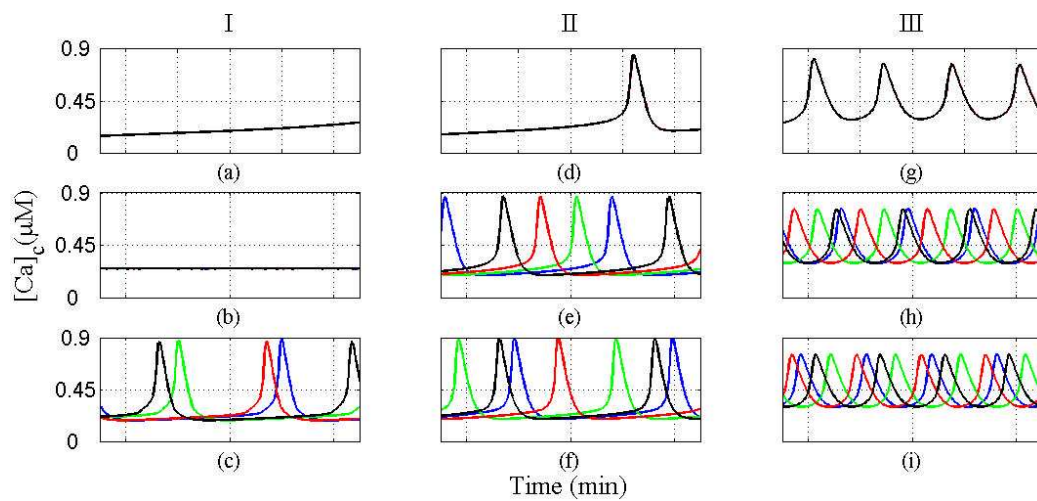 I II III
0.9
0.45
0
(a) (d) (g)
0.9
0.45
0
(b) (e) (h)
0.9
0.45
0
(c) (f) (i)
[Ca]c(μM)
Time (min)